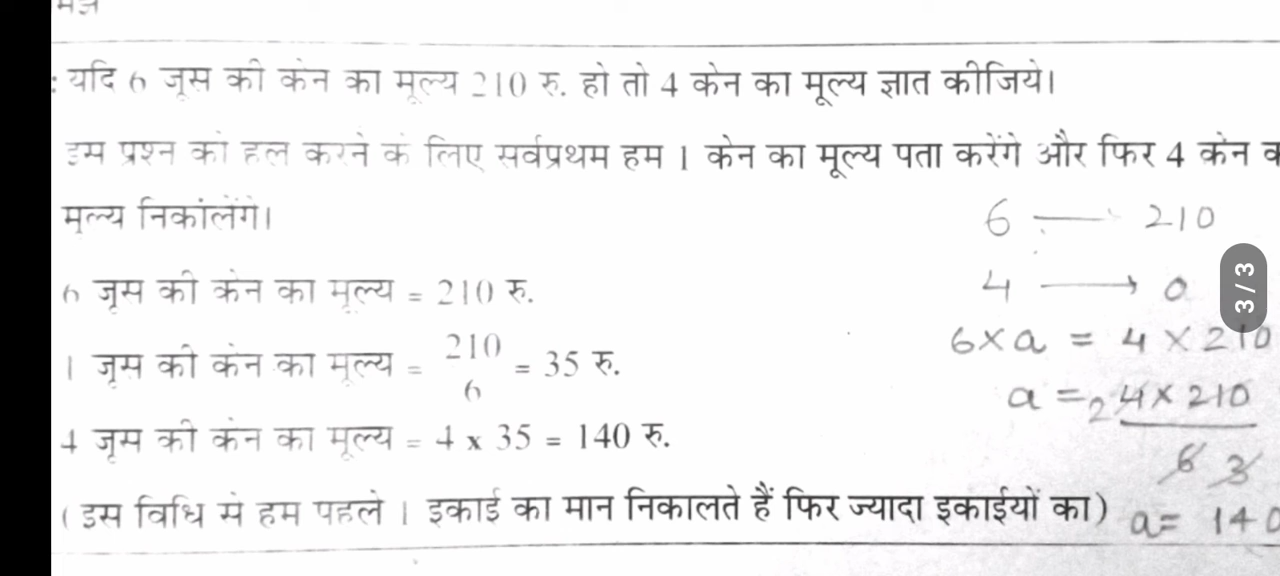 : यदि 6 जूस की केन का मूल्य 210 रु. हो तो 4 केन का मूल्य ज्ञात कीजिये।
इस प्रश्न को हल करने के लिए सर्वप्रथम हम 1 केन का मूल्य पता करेंगे और फिर 4 केन
मूल्य निकांलेंगे।
6 — 210
6 जूस की केन का मूल्य = 210 रु.
4 → a
3 / 3
6 × a = 4 × 210
1 जूस की केन का मूल्य = 210/6 = 35 रु.
a = 2 4 × 210
6 3
4 जूस की केन का मूल्य = 4 x 35 = 140 रु.
( इस विधि से हम पहले 1 इकाई का मान निकालते हैं फिर ज्यादा इकाईयों का)
a = 140